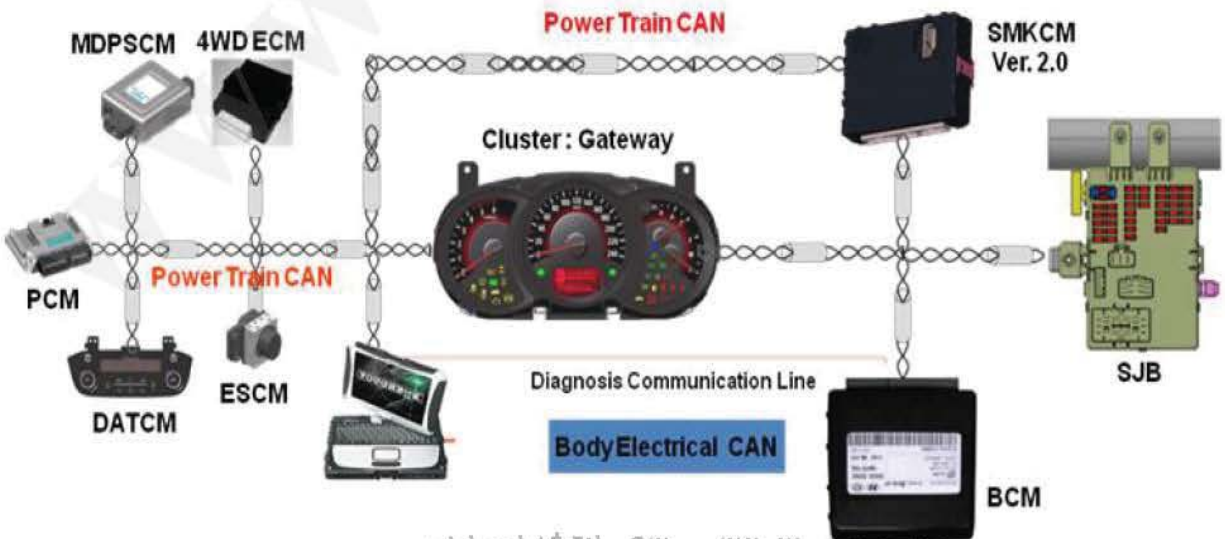 Power Train CAN
MDPSCM
4WD ECM
SMKCM
Ver. 2.0
Cluster : Gateway
Power Train CAN
PCM
DATCM
ESCM
Diagnosis Communication Line
SJB
Body Electrical CAN
BCM